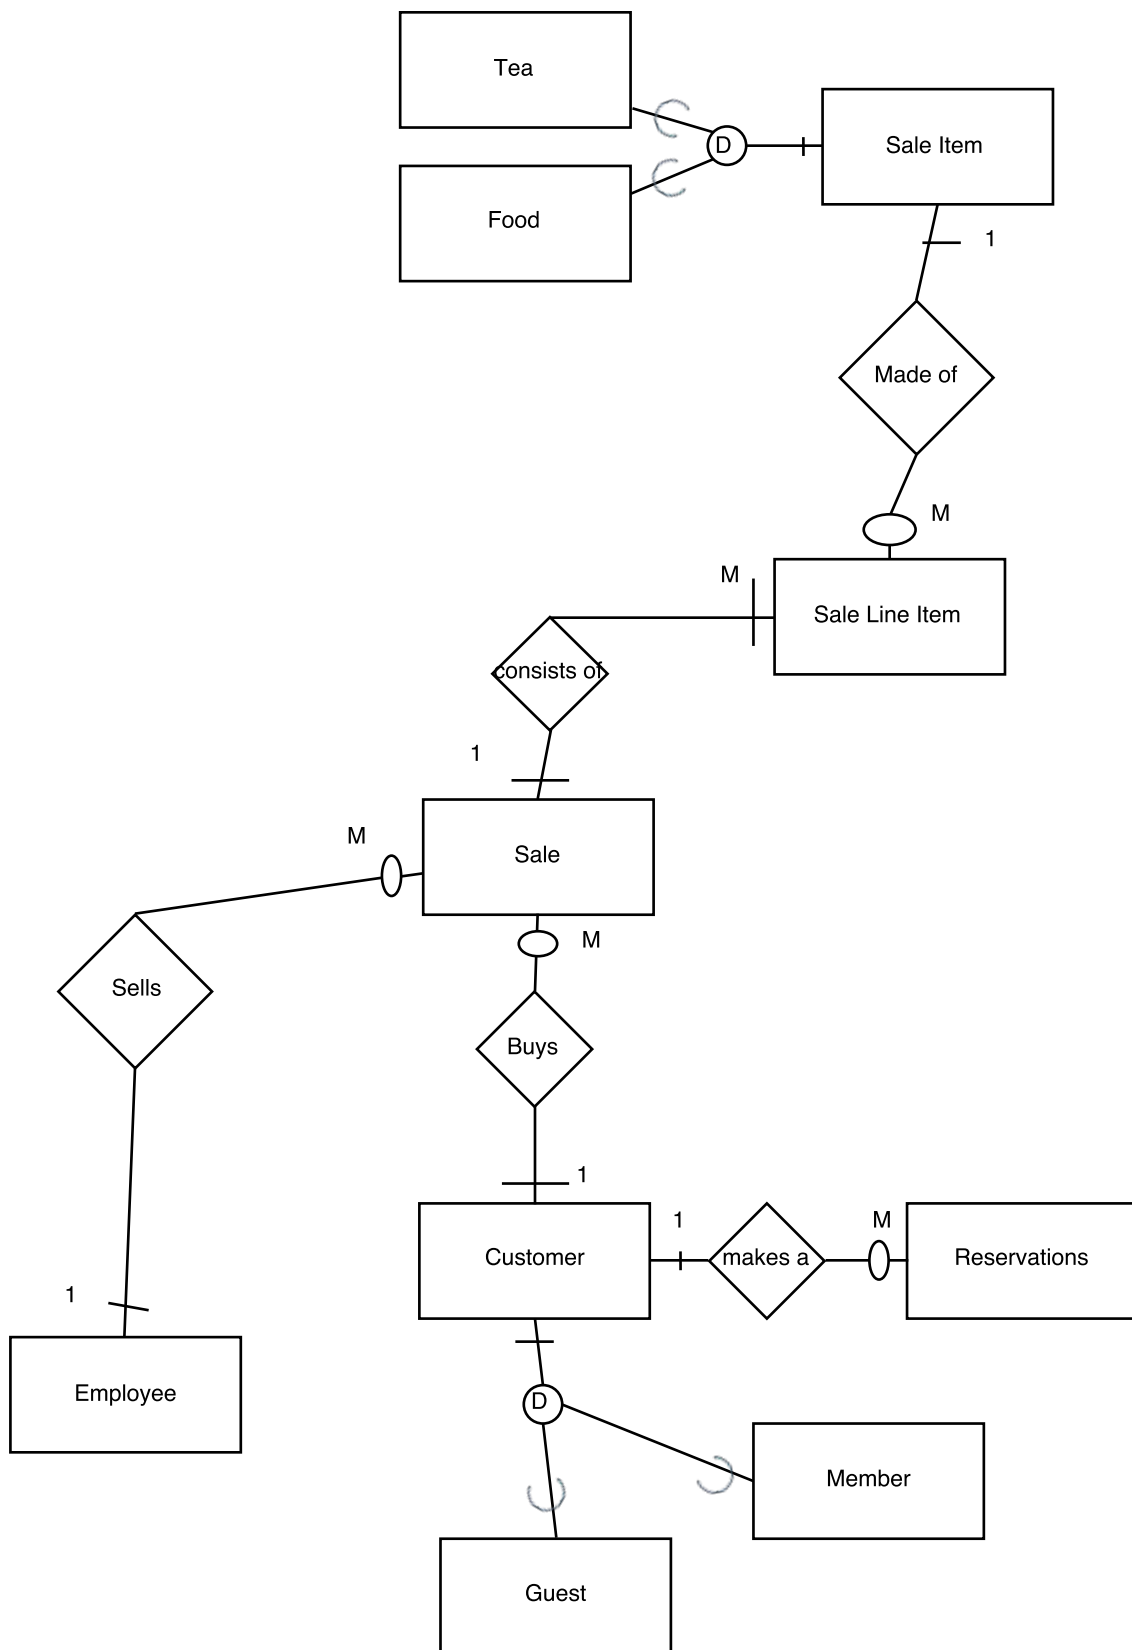 Tea
D
Sale Item
Food
1
Made of
M
M
Sale Line Item
consists of
1
M
Sale
M
Sells
Buys
1
1
M
Customer
makes a
Reservations
1
Employee
D
Member
Guest